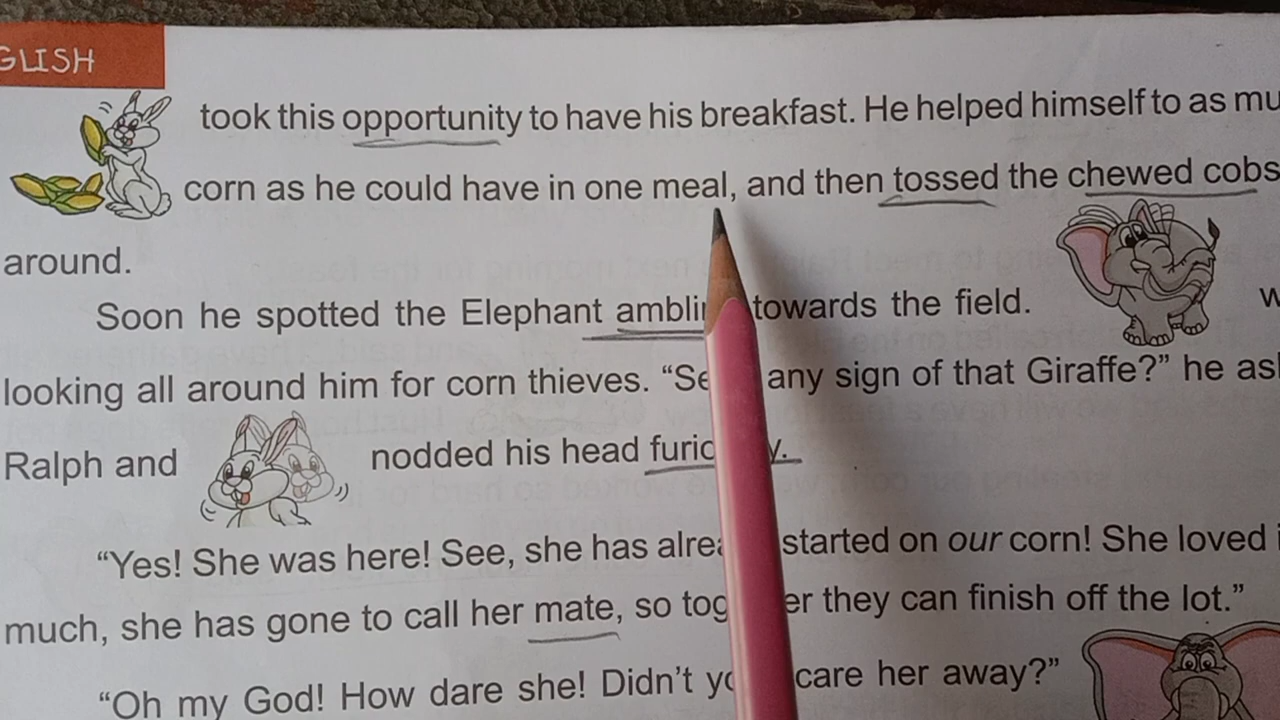 GLISH
took this opportunity to have his breakfast. He helped himself to as
corn as he could have in one meal, and then tossed the chewed cobs
around.
Soon he spotted the Elephant towards the field.
looking all around him for corn thieves. any sign of that Giraffe?” he
Ralph and nodded his head
“Yes! She was here! See, she has started on our corn! She loved
much, she has gone to call her mate, so they can finish off the lot.”
“Oh my God! How dare she! Didn't her away?”